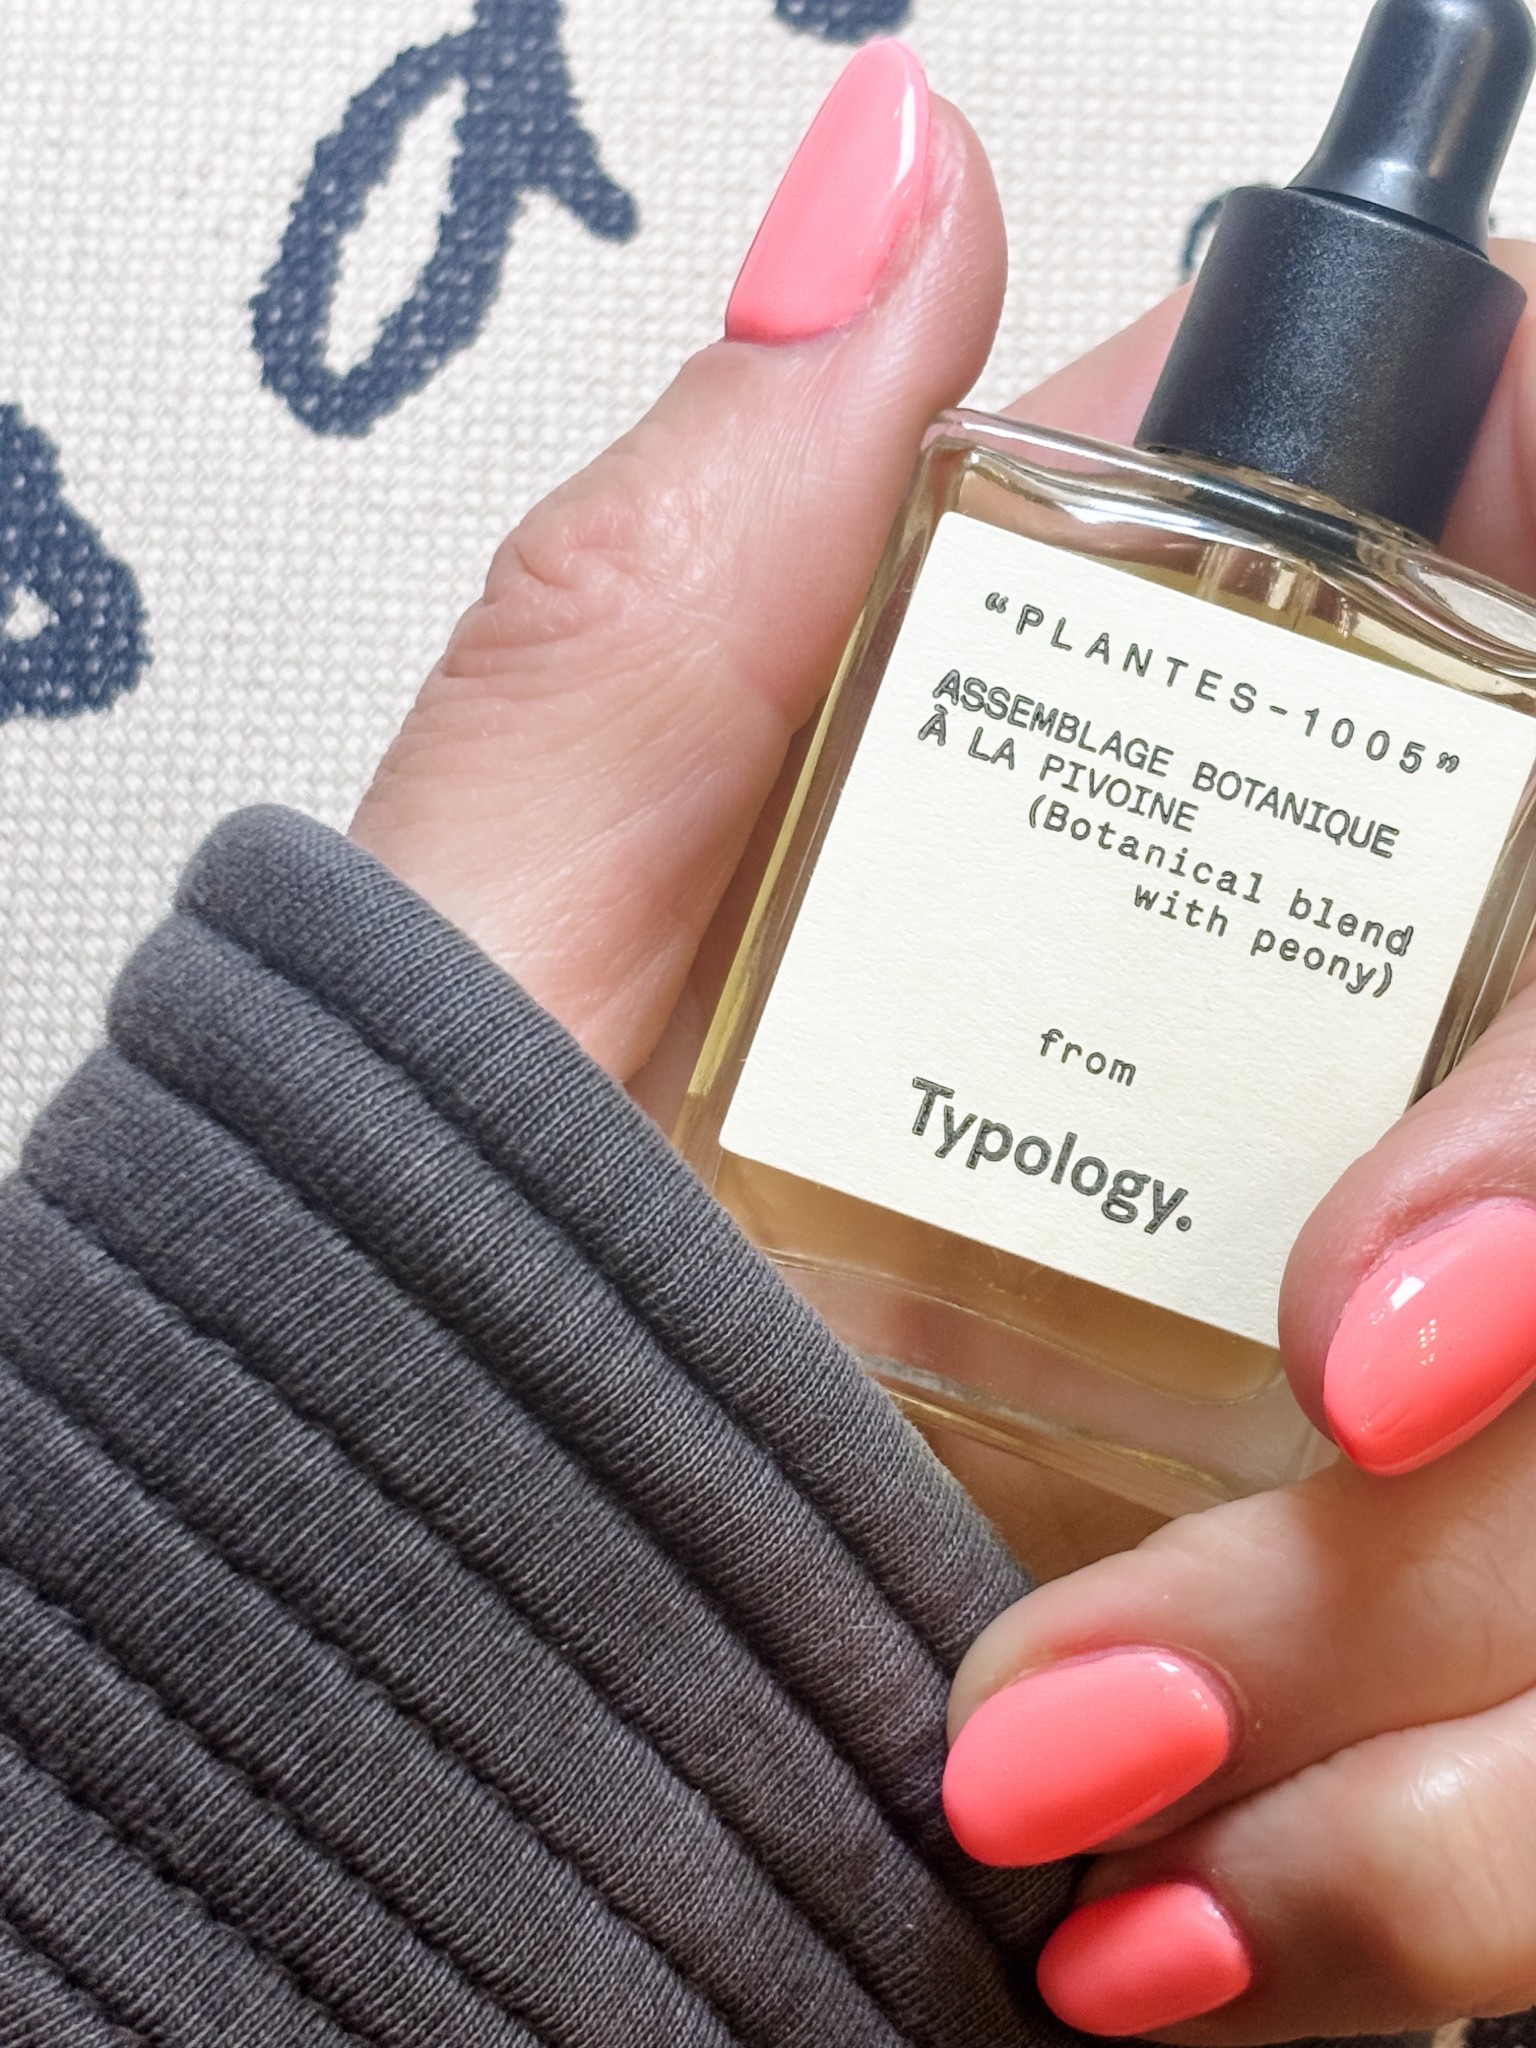 “PLANTES-1005”
ASSEMBLAGE BOTANIQUE
À LA PIVOINE
(Botanical blend
with peony)
from
Typology.